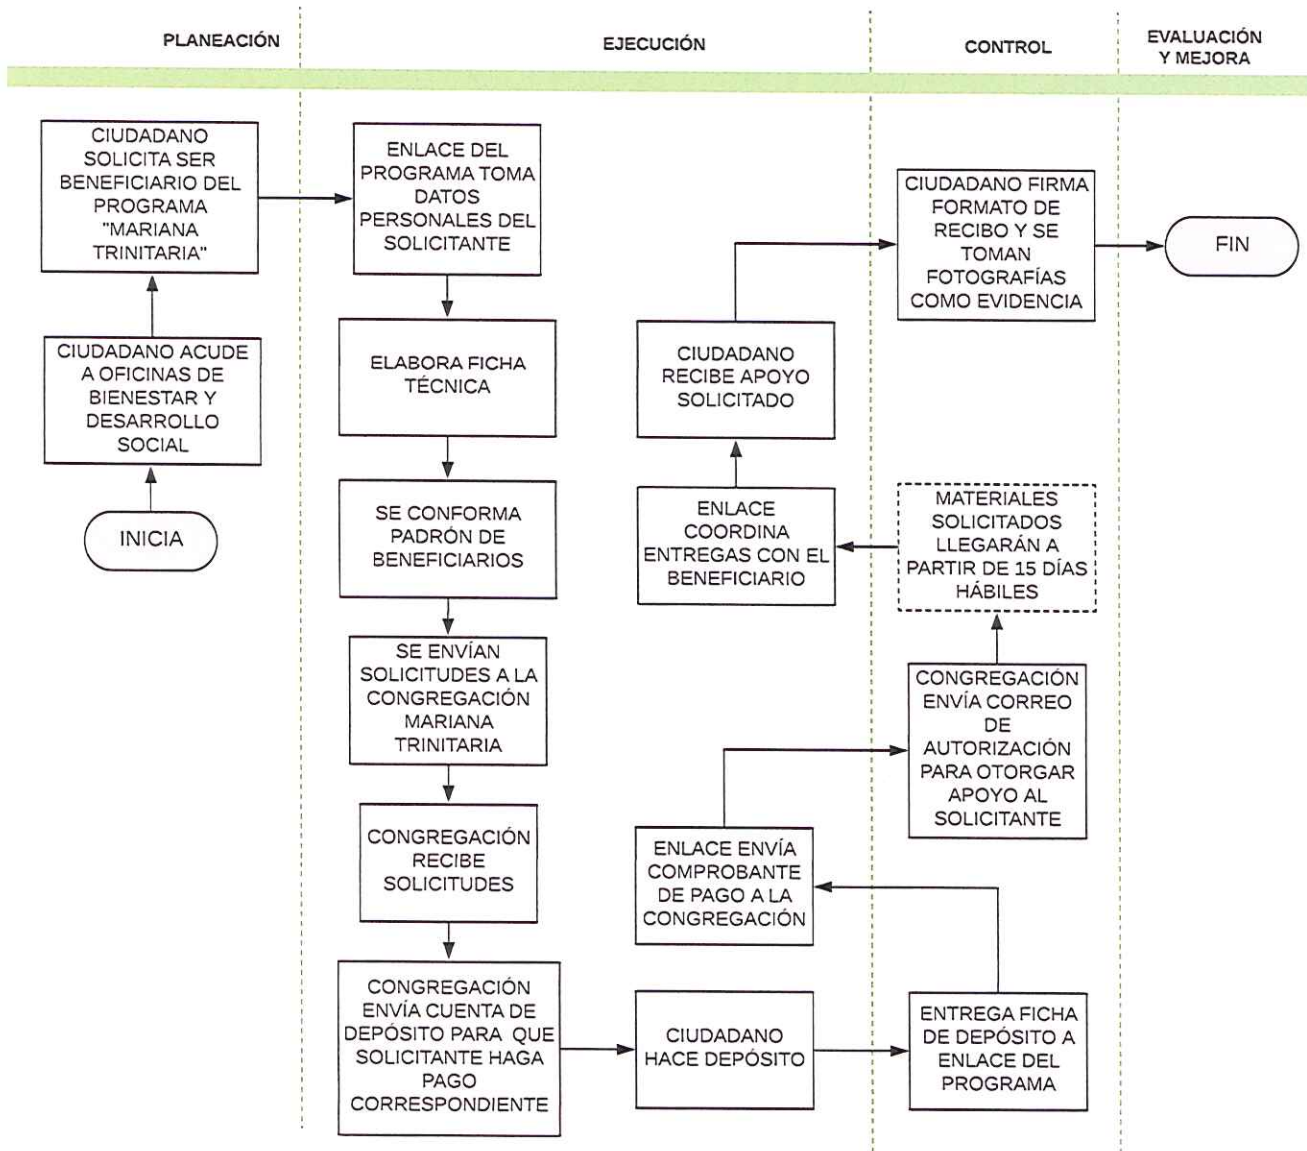 PLANEACIÓN
EJECUCIÓN
CONTROL
EVALUACIÓN
Y MEJORA
CIUDADANO
SOLICITA SER
BENEFICIARIO DEL
PROGRAMA
"MARIANA
TRINITARIA"
CIUDADANO ACUDE
A OFICINAS DE
BIENESTAR Y
DESARROLLO
SOCIAL
INICIA
ENLACE DEL
PROGRAMA TOMA
DATOS
PERSONALES DEL
SOLICITANTE
ELABORA FICHA
TÉCNICA
SE CONFORMA
PADRÓN DE
BENEFICIARIOS
SE ENVÍAN
SOLICITUDES A LA
CONGREGACIÓN
MARIANA
TRINITARIA
CONGREGACIÓN
RECIBE
SOLICITUDES
CONGREGACIÓN
ENVÍA CUENTA DE
DEPÓSITO PARA QUE
SOLICITANTE HAGA
PAGO
CORRESPONDIENTE
CIUDADANO
HACE DEPÓSITO
ENTREGA FICHA
DE DEPÓSITO A
ENLACE DEL
PROGRAMA
ENLACE ENVÍA
COMPROBANTE
DE PAGO A LA
CONGREGACIÓN
CONGREGACIÓN
ENVÍA CORREO
DE
AUTORIZACIÓN
PARA OTORGAR
APOYO AL
SOLICITANTE
MATERIALES
SOLICITADOS
LLEGARÁN A
PARTIR DE 15 DÍAS
HÁBILES
ENLACE
COORDINA
ENTREGAS CON EL
BENEFICIARIO
CIUDADANO
RECIBE APOYO
SOLICITADO
CIUDADANO FIRMA
FORMATO DE
RECIBO Y SE
TOMAN
FOTOGRAFÍAS
COMO EVIDENCIA
FIN